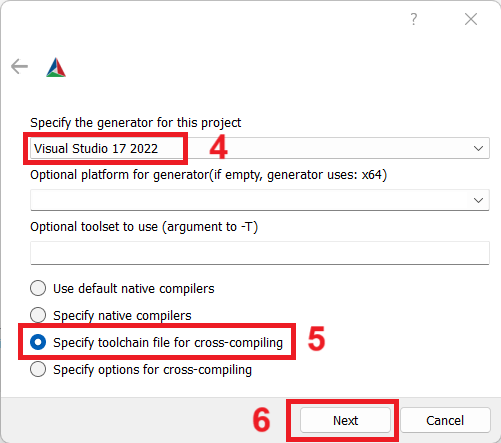 ?
Specify the generator for this project
Visual Studio 17 2022 4
Optional platform for generator(if empty, generator uses: x64)
Optional toolset to use (argument to -T)
Use default native compilers
Specify native compilers
Specify toolchain file for cross-compiling 5
Specify options for cross-compiling
6 Next Cancel